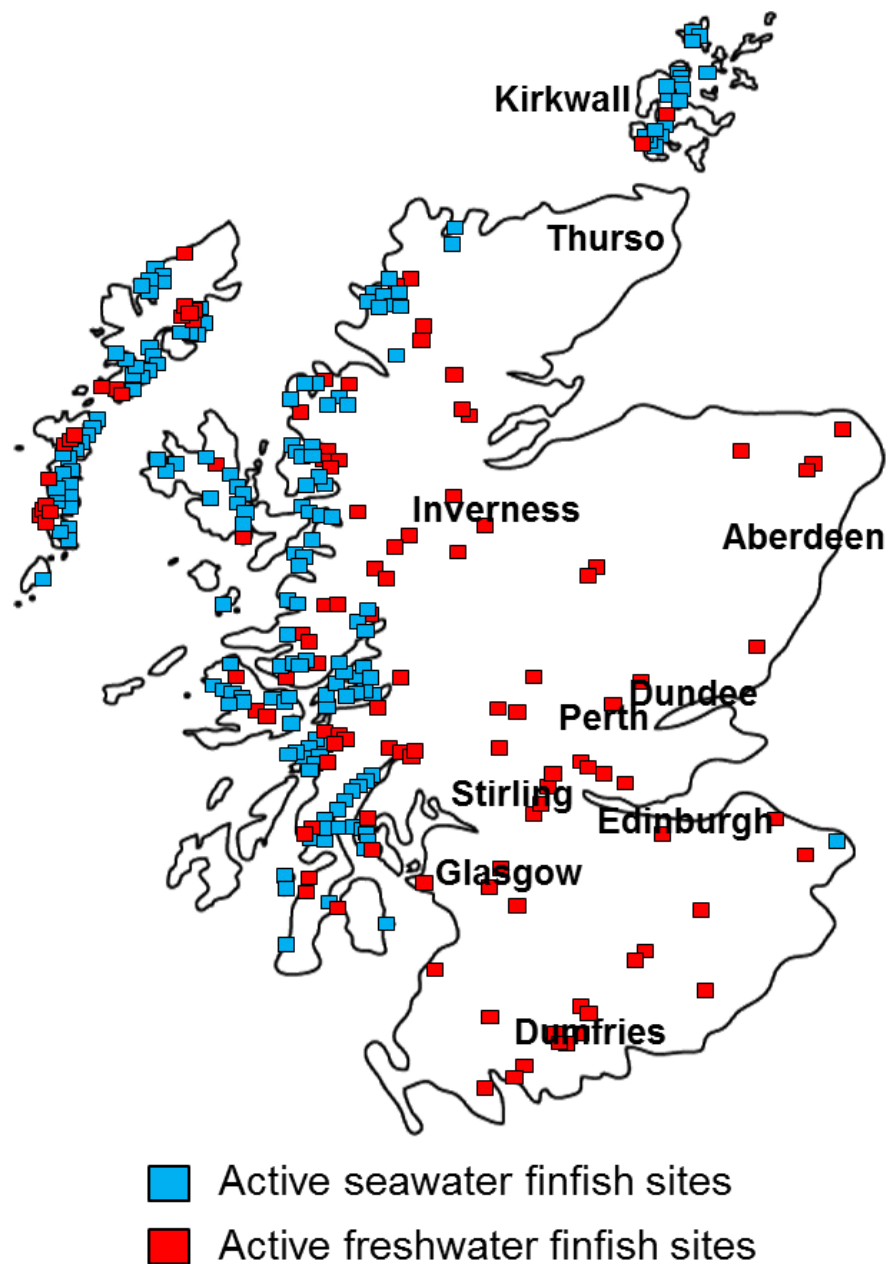 Kirkwall
Thurso
Inverness
Aberdeen
Dundee
Perth
Stirling
Edinburgh
Glasgow
Dumfries
Active seawater finfish sites
Active freshwater finfish sites